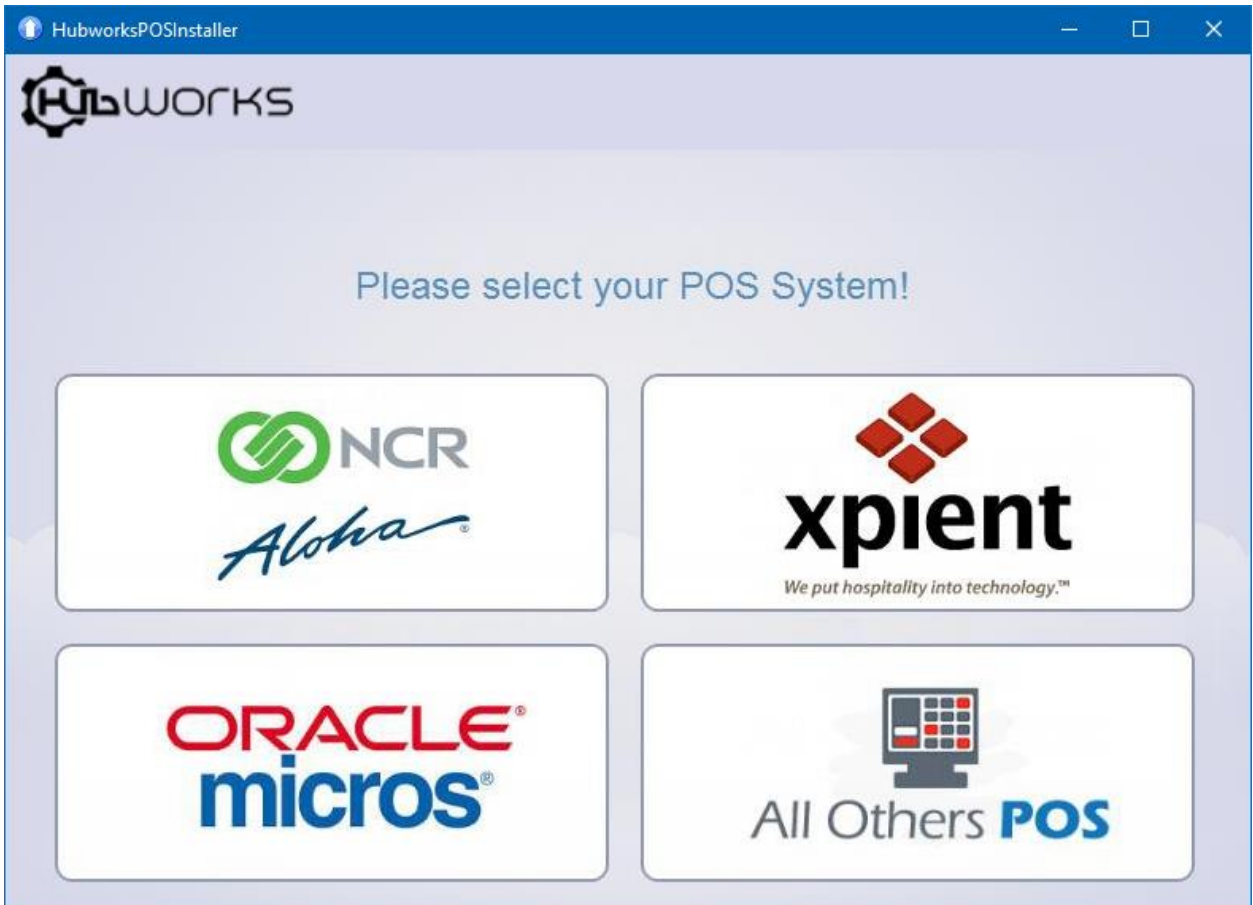 HubworksPOSInstaller
Hubworks
Please select your POS System!
NCR
Aloha®
xpient
We put hospitality into technology.™
ORACLE®
micros®
All Others POS